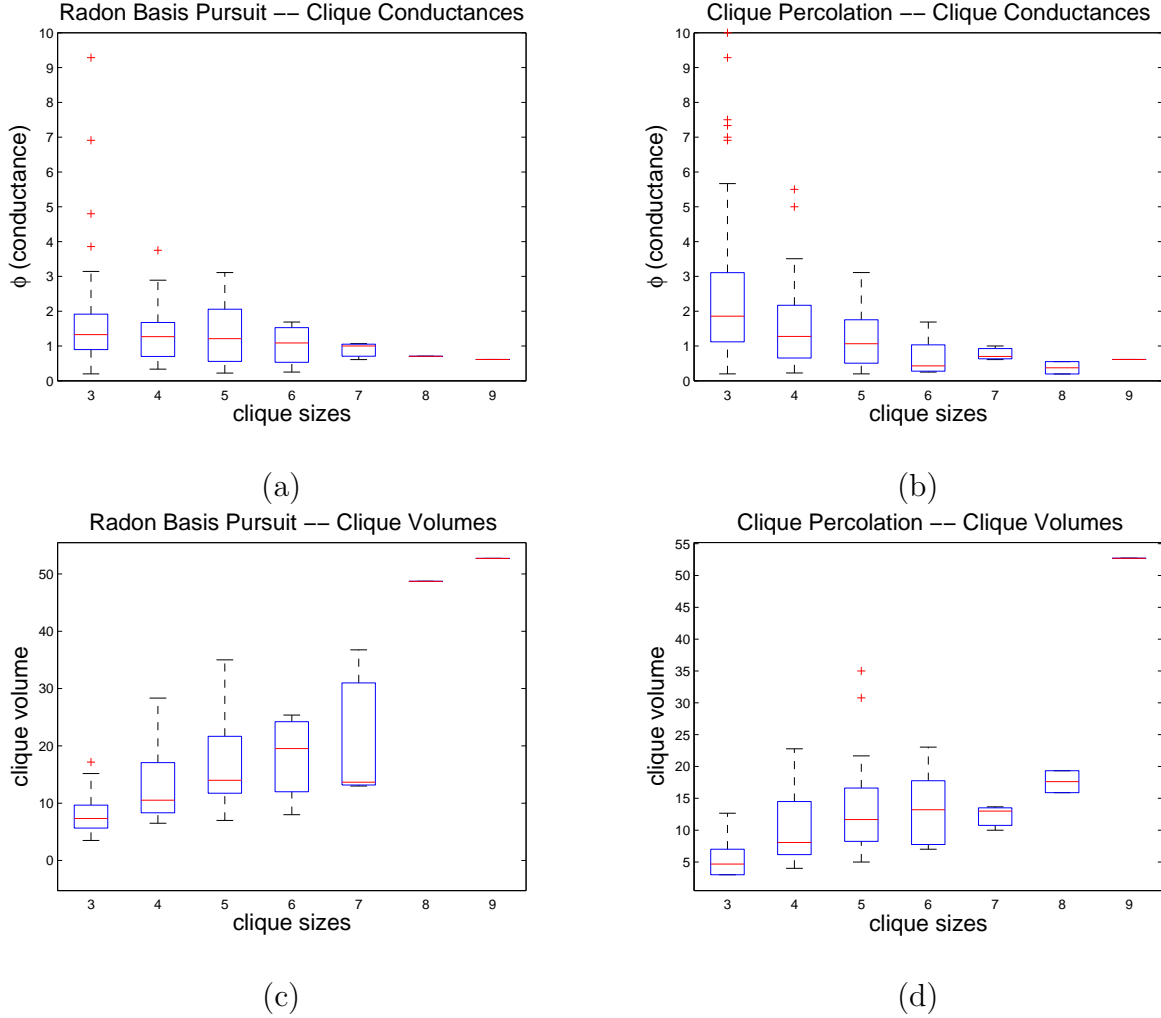 Radon Basis Pursuit −− Clique Conductances
10
9
8
7
6
5
4
3
2
1
0
ϕ (conductance)
3 4 5 6 7 8 9
clique sizes
(a)
Clique Percolation −− Clique Conductances
10
9
8
7
6
5
4
3
2
1
0
ϕ (conductance)
3 4 5 6 7 8 9
clique sizes
(b)
Radon Basis Pursuit −− Clique Volumes
50
40
30
20
10
0
clique volume
3 4 5 6 7 8 9
clique sizes
(c)
Clique Percolation −− Clique Volumes
55
50
45
40
35
30
25
20
15
10
5
clique volume
3 4 5 6 7 8 9
clique sizes
(d)